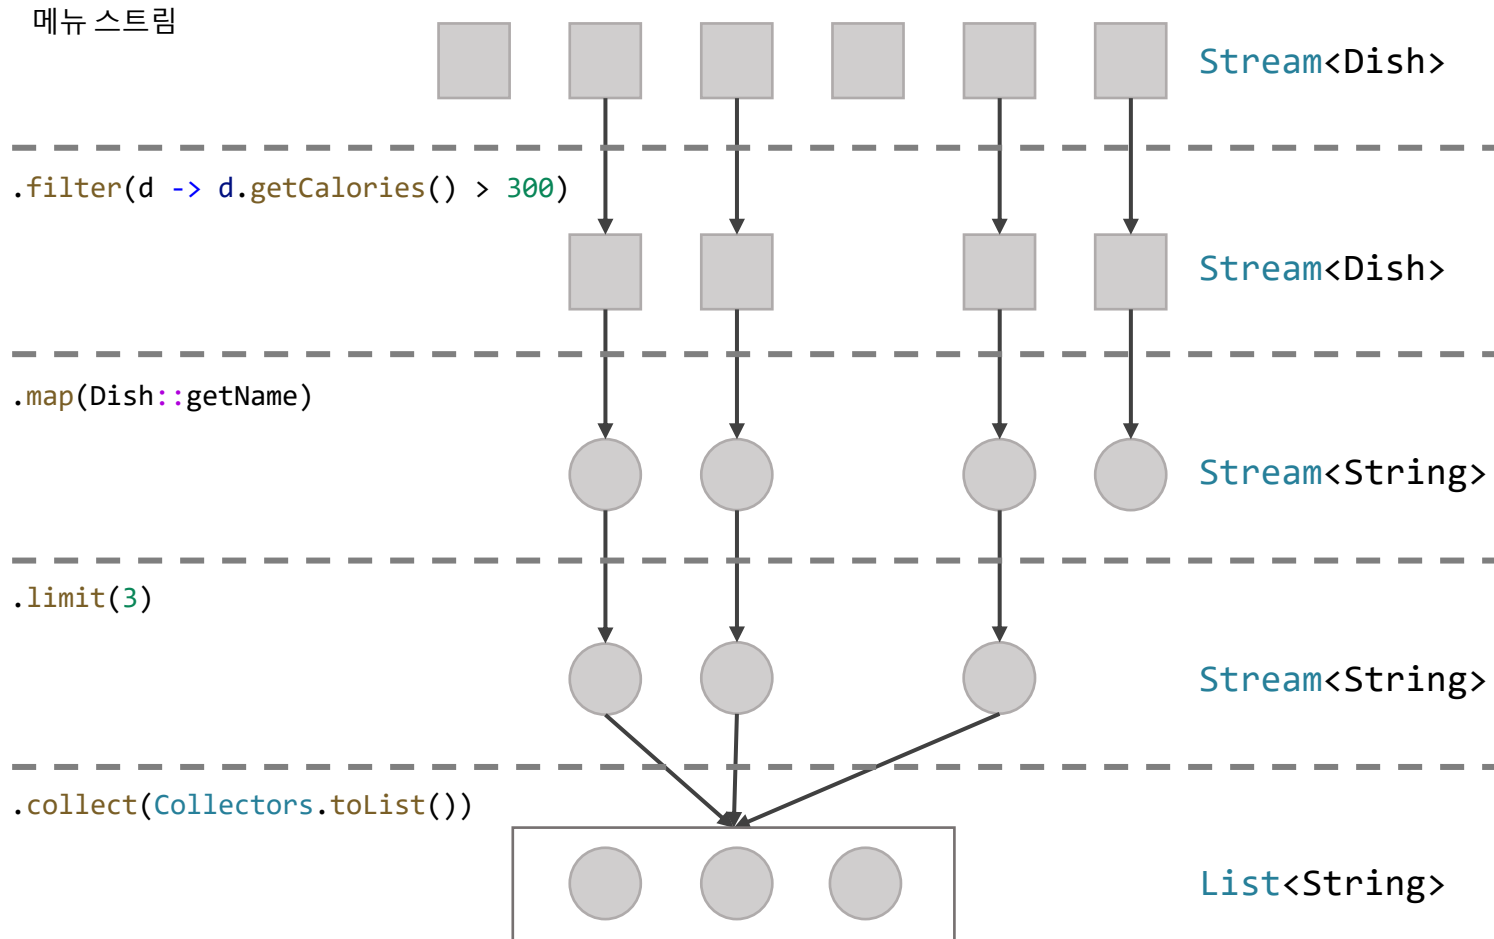 메뉴 스트림
Stream<Dish>
.filter(d -> d.getCalories() > 300)
Stream<Dish>
.map(Dish::getName)
Stream<String>
.limit(3)
Stream<String>
.collect(Collectors.toList())
List<String>